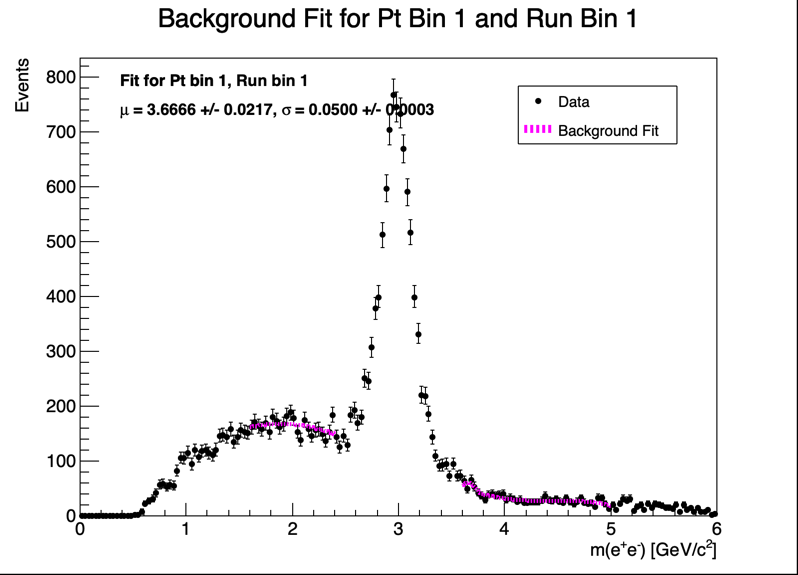 Background Fit for Pt Bin 1 and Run Bin 1
Events
Fit for Pt bin 1, Run bin 1
μ = 3.6666 +/- 0.0217, σ = 0.0500 +/- 0.0003
Data
Background Fit
800
700
600
500
400
300
200
100
0
0 1 2 3 4 5 6
m(e⁺e⁻) [GeV/c²]